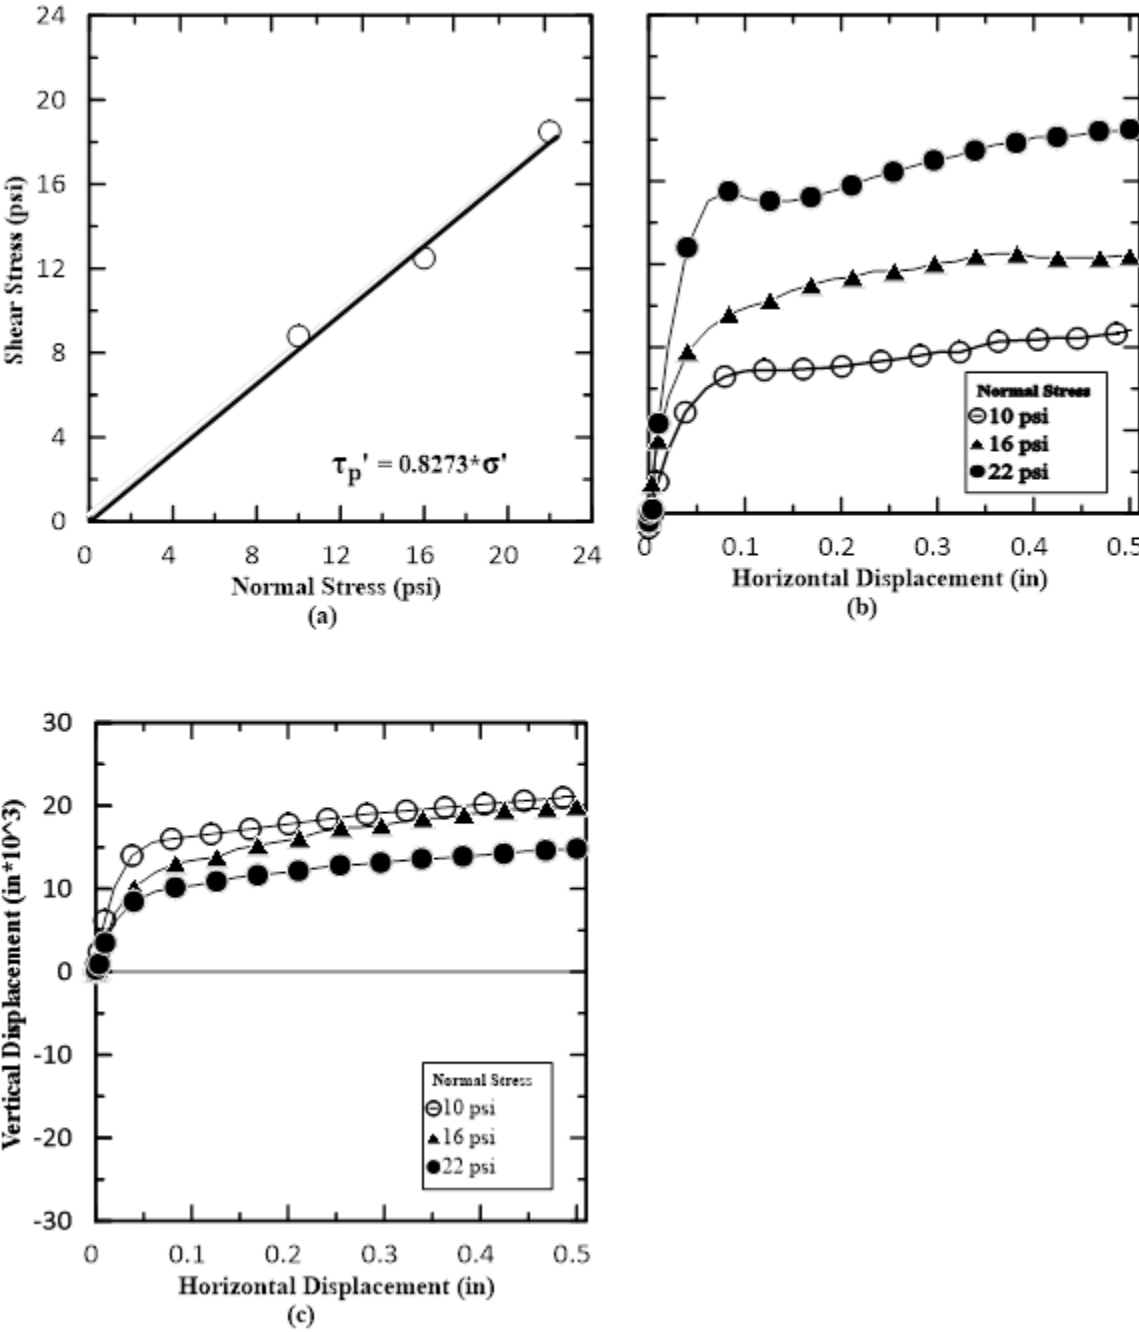 24
20
16
12
8
4
0
Shear Stress (psi)
τp' = 0.8273*σ'
0 4 8 12 16 20 24
Normal Stress (psi)
(a)
Normal Stress
10 psi
16 psi
22 psi
0 0.1 0.2 0.3 0.4 0.5
Horizontal Displacement (in)
(b)
30
20
10
0
-10
-20
-30
Vertical Displacement (in*10^3)
Normal Stress
10 psi
16 psi
22 psi
0 0.1 0.2 0.3 0.4 0.5
Horizontal Displacement (in)
(c)